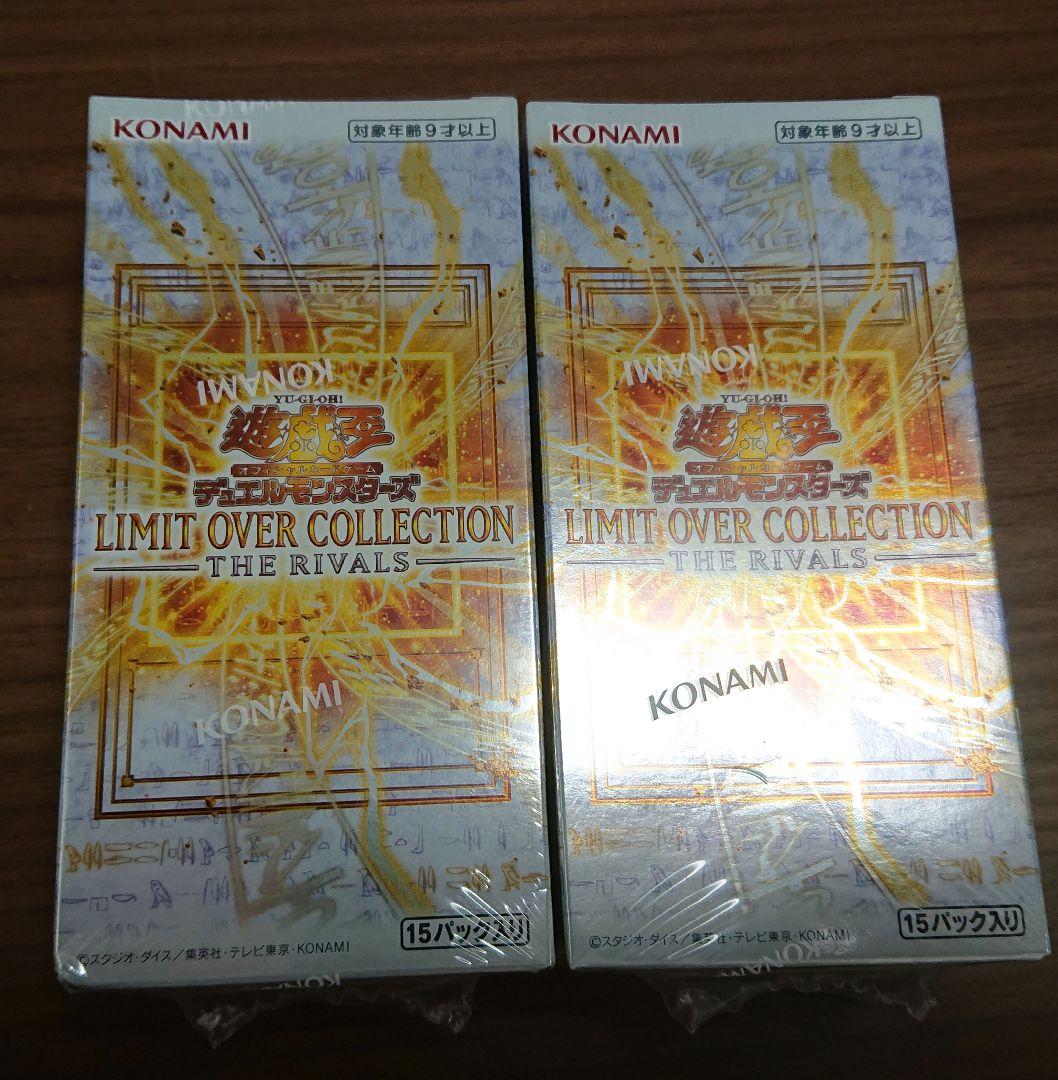 KONAMI
対象年齢9才以上
KONAMI
YU-GI-OH!
遊戯王
オフィシャルカードゲーム
デュエルモンスターズ
LIMIT OVER COLLECTION
THE RIVALS
KONAMI
15パック入り
©スタジオ・ダイス/集英社・テレビ東京・KONAMI
KONAMI
KONAMI
対象年齢9才以上
KONAMI
YU-GI-OH!
遊戯王
オフィシャルカードゲーム
デュエルモンスターズ
LIMIT OVER COLLECTION
THE RIVALS
KONAMI
15パック入り
©スタジオ・ダイス/集英社・テレビ東京・KONAMI
KONAMI